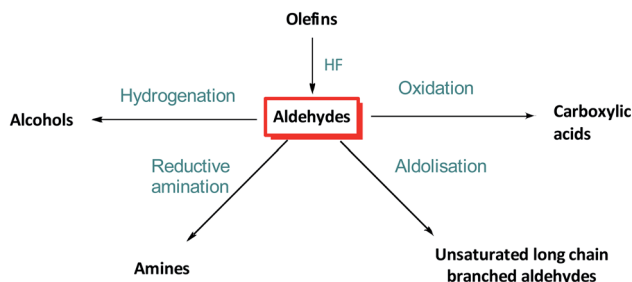 Olefins
HF
Hydrogenation
Oxidation
Alcohols
Aldehydes
Carboxylic
acids
Reductive
amination
Aldolisation
Amines
Unsaturated long chain
branched aldehydes